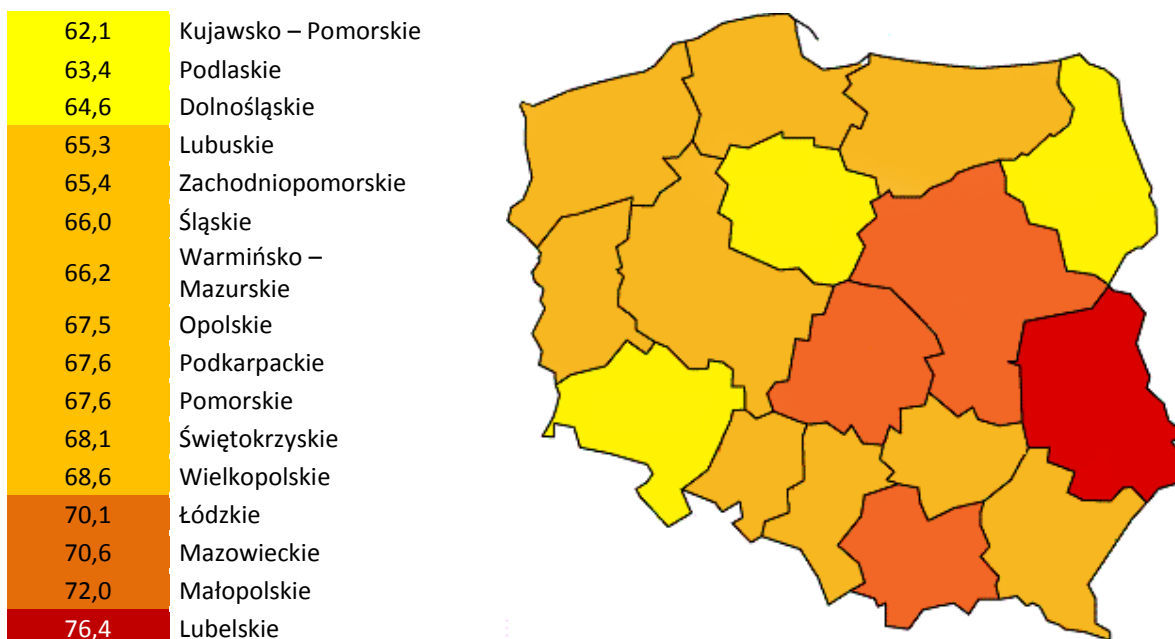 62,1 Kujawsko – Pomorskie
63,4 Podlaskie
64,6 Dolnośląskie
65,3 Lubuskie
65,4 Zachodniopomorskie
66,0 Śląskie
66,2 Warmińsko –
Mazurskie
67,5 Opolskie
67,6 Podkarpackie
67,6 Pomorskie
68,1 Świętokrzyskie
68,6 Wielkopolskie
70,1 Łódzkie
70,6 Mazowieckie
72,0 Małopolskie
76,4 Lubelskie